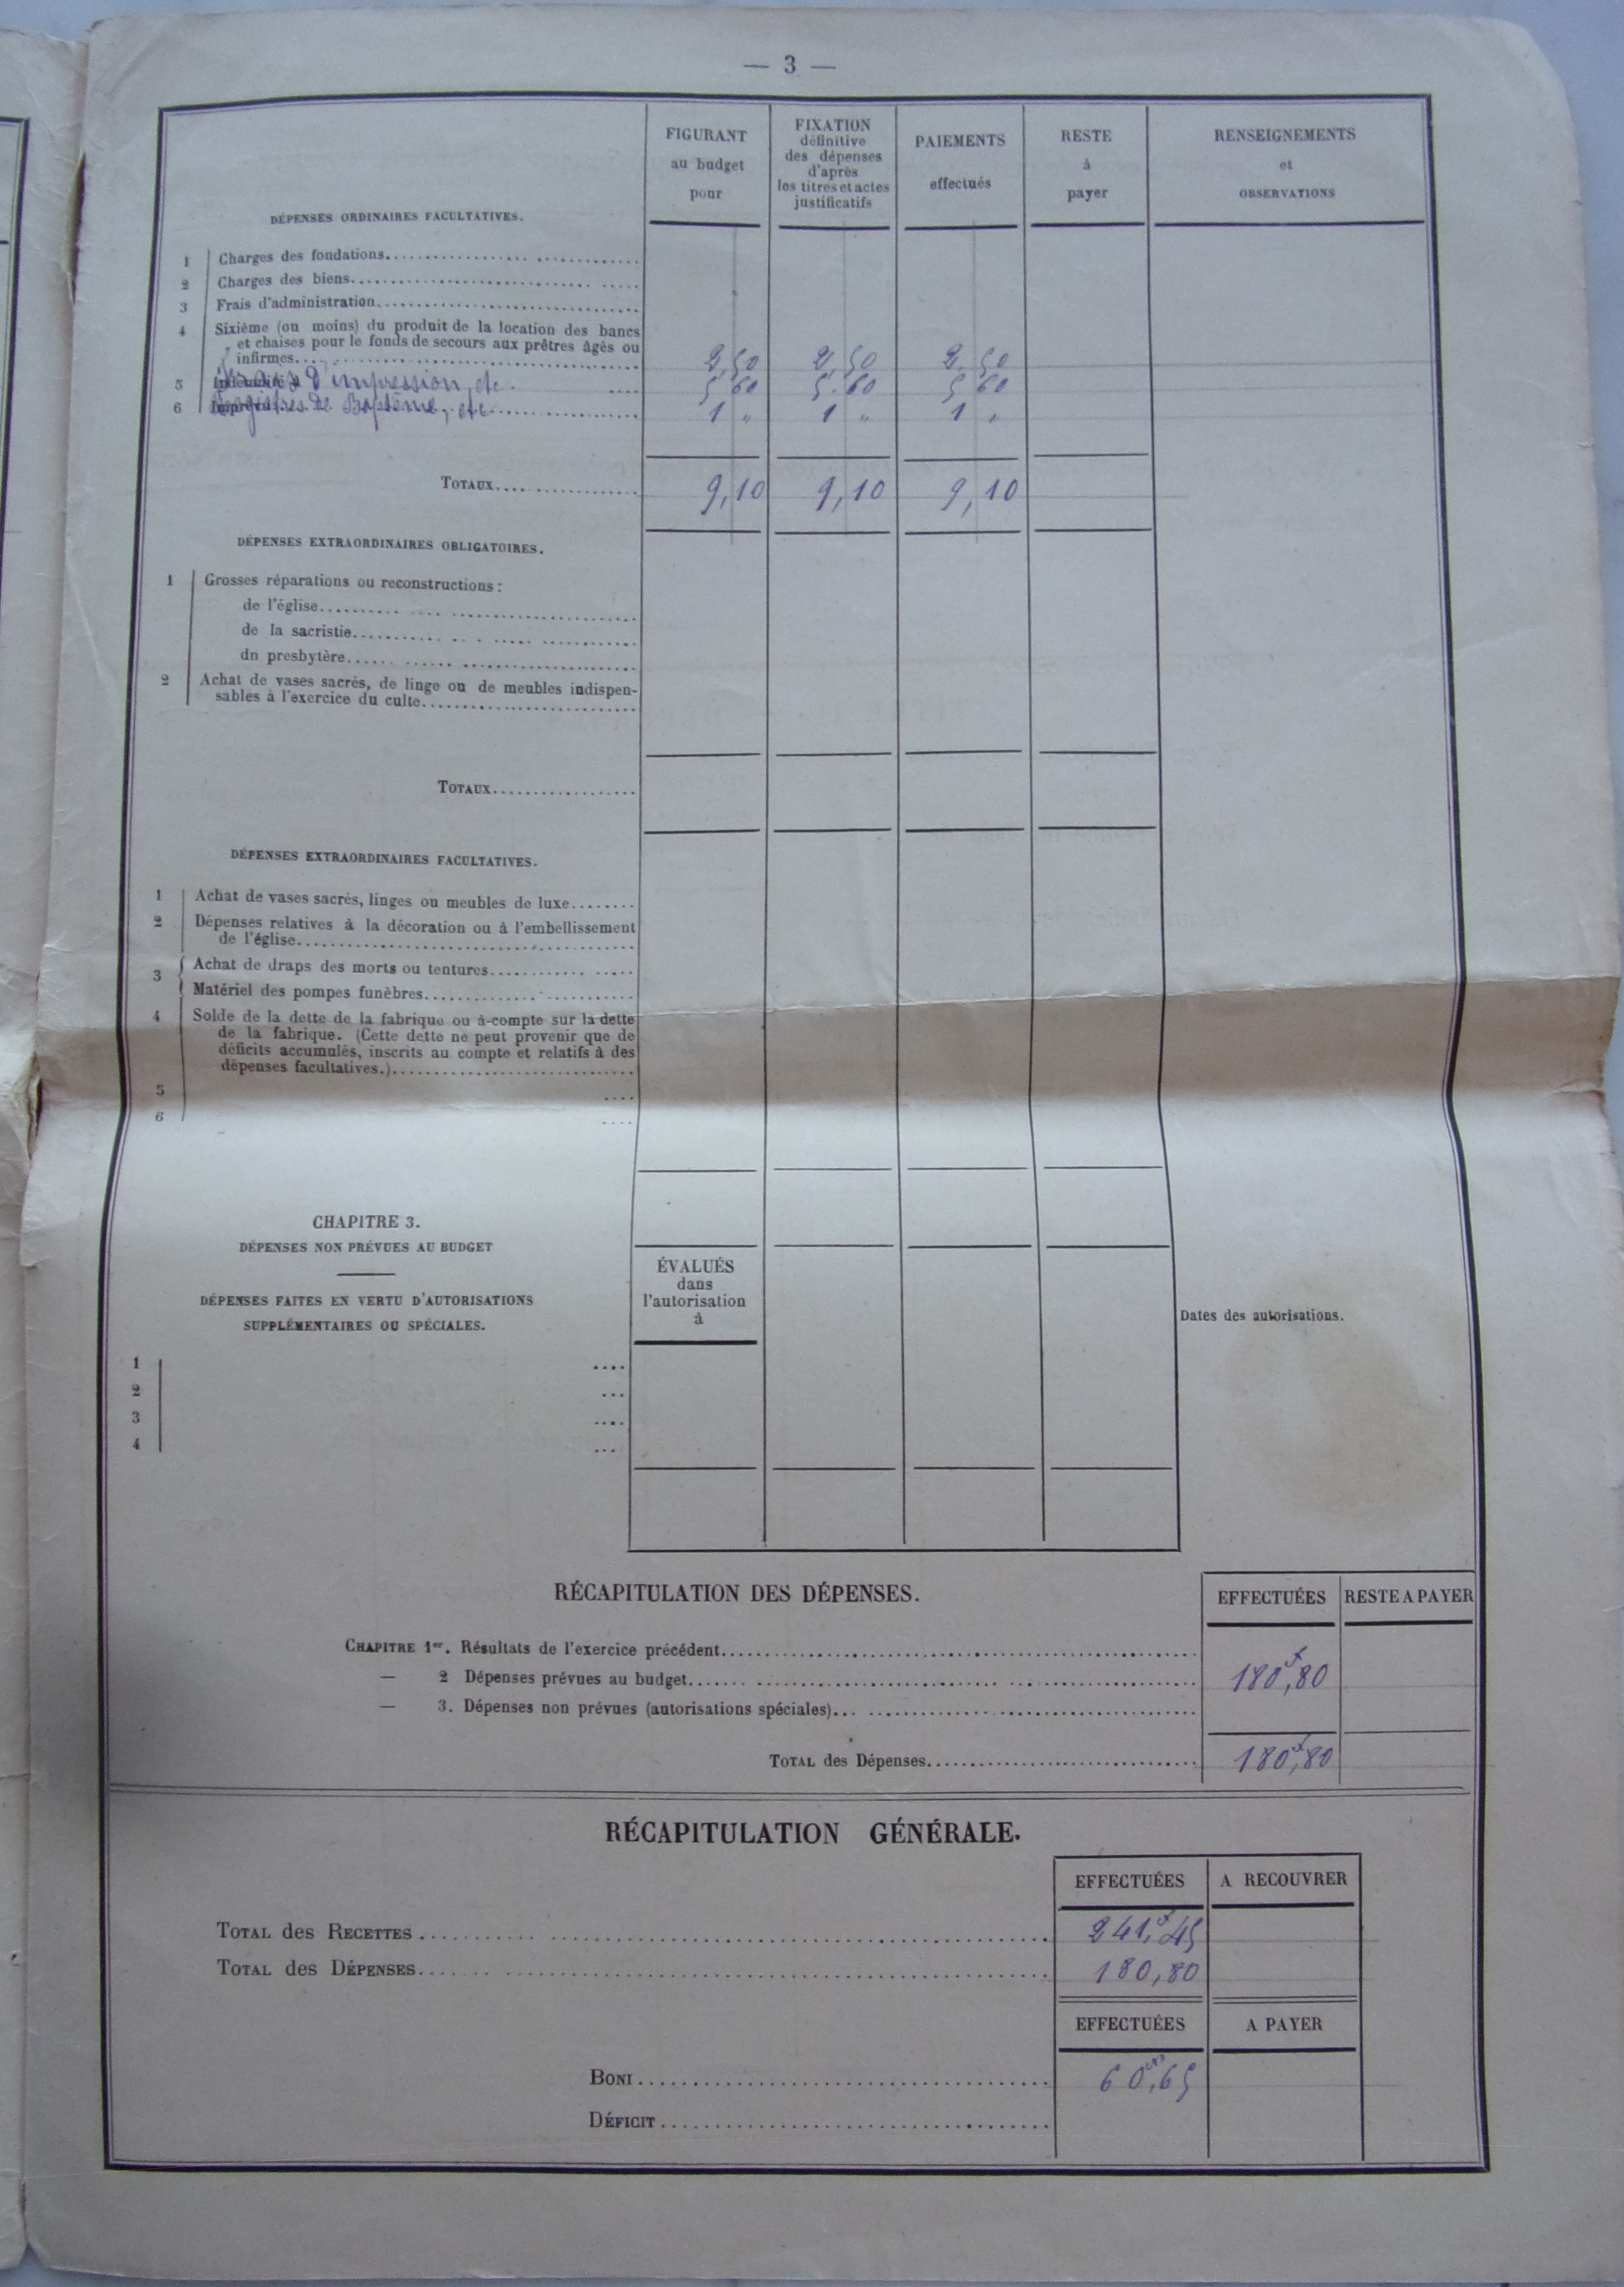 — 3 —
FIGURANT
au budget
pour
FIXATION
définitive
des dépenses
d'après
les titres et actes
justificatifs
PAIEMENTS
effectués
RESTE
à
payer
RENSEIGNEMENTS
et
OBSERVATIONS
DÉPENSES ORDINAIRES FACULTATIVES.
1 Charges des fondations
2 Charges des biens
3 Frais d'administration
4 Sixième (ou moins) du produit de la location des bancs
et chaises pour le fonds de secours aux prêtres âgés ou
infirmes 2,50 2,50 2,50
5 d'impression, etc. 5 60 5.60 5 60
6 Registres de Baptême, etc 1 " 1 " 1 "
TOTAUX 9,10 9,10 9,10
DÉPENSES EXTRAORDINAIRES OBLIGATOIRES.
1 Grosses réparations ou reconstructions :
de l'église
de la sacristie
dn presbytère
2 Achat de vases sacrés, de linge ou de meubles indispen-
sables à l'exercice du culte
TOTAUX
DÉPENSES EXTRAORDINAIRES FACULTATIVES.
1 Achat de vases sacrés, linges ou meubles de luxe
2 Dépenses relatives à la décoration ou à l'embellissement
de l'église
3 Achat de draps des morts ou tentures
Matériel des pompes funèbres
4 Solde de la dette de la fabrique ou à-compte sur la dette
de la fabrique. (Cette dette ne peut provenir que de
déficits accumulés, inscrits au compte et relatifs à des
dépenses facultatives.)
5
6
CHAPITRE 3.
DÉPENSES NON PRÉVUES AU BUDGET
DÉPENSES FAITES EN VERTU D'AUTORISATIONS
SUPPLÉMENTAIRES OU SPÉCIALES.
ÉVALUÉS
dans
l'autorisation
à
Dates des autorisations.
1
2
3
4
RÉCAPITULATION DES DÉPENSES.
EFFECTUÉES RESTE A PAYER
CHAPITRE 1er. Résultats de l'exercice précédent
— 2 Dépenses prévues au budget 180f,80
— 3. Dépenses non prévues (autorisations spéciales)
TOTAL des Dépenses 180f,80
RÉCAPITULATION GÉNÉRALE.
EFFECTUÉES A RECOUVRER
TOTAL des RECETTES 241,f45
TOTAL des DÉPENSES 180,80
EFFECTUÉES A PAYER
BONI 60,65
DÉFICIT